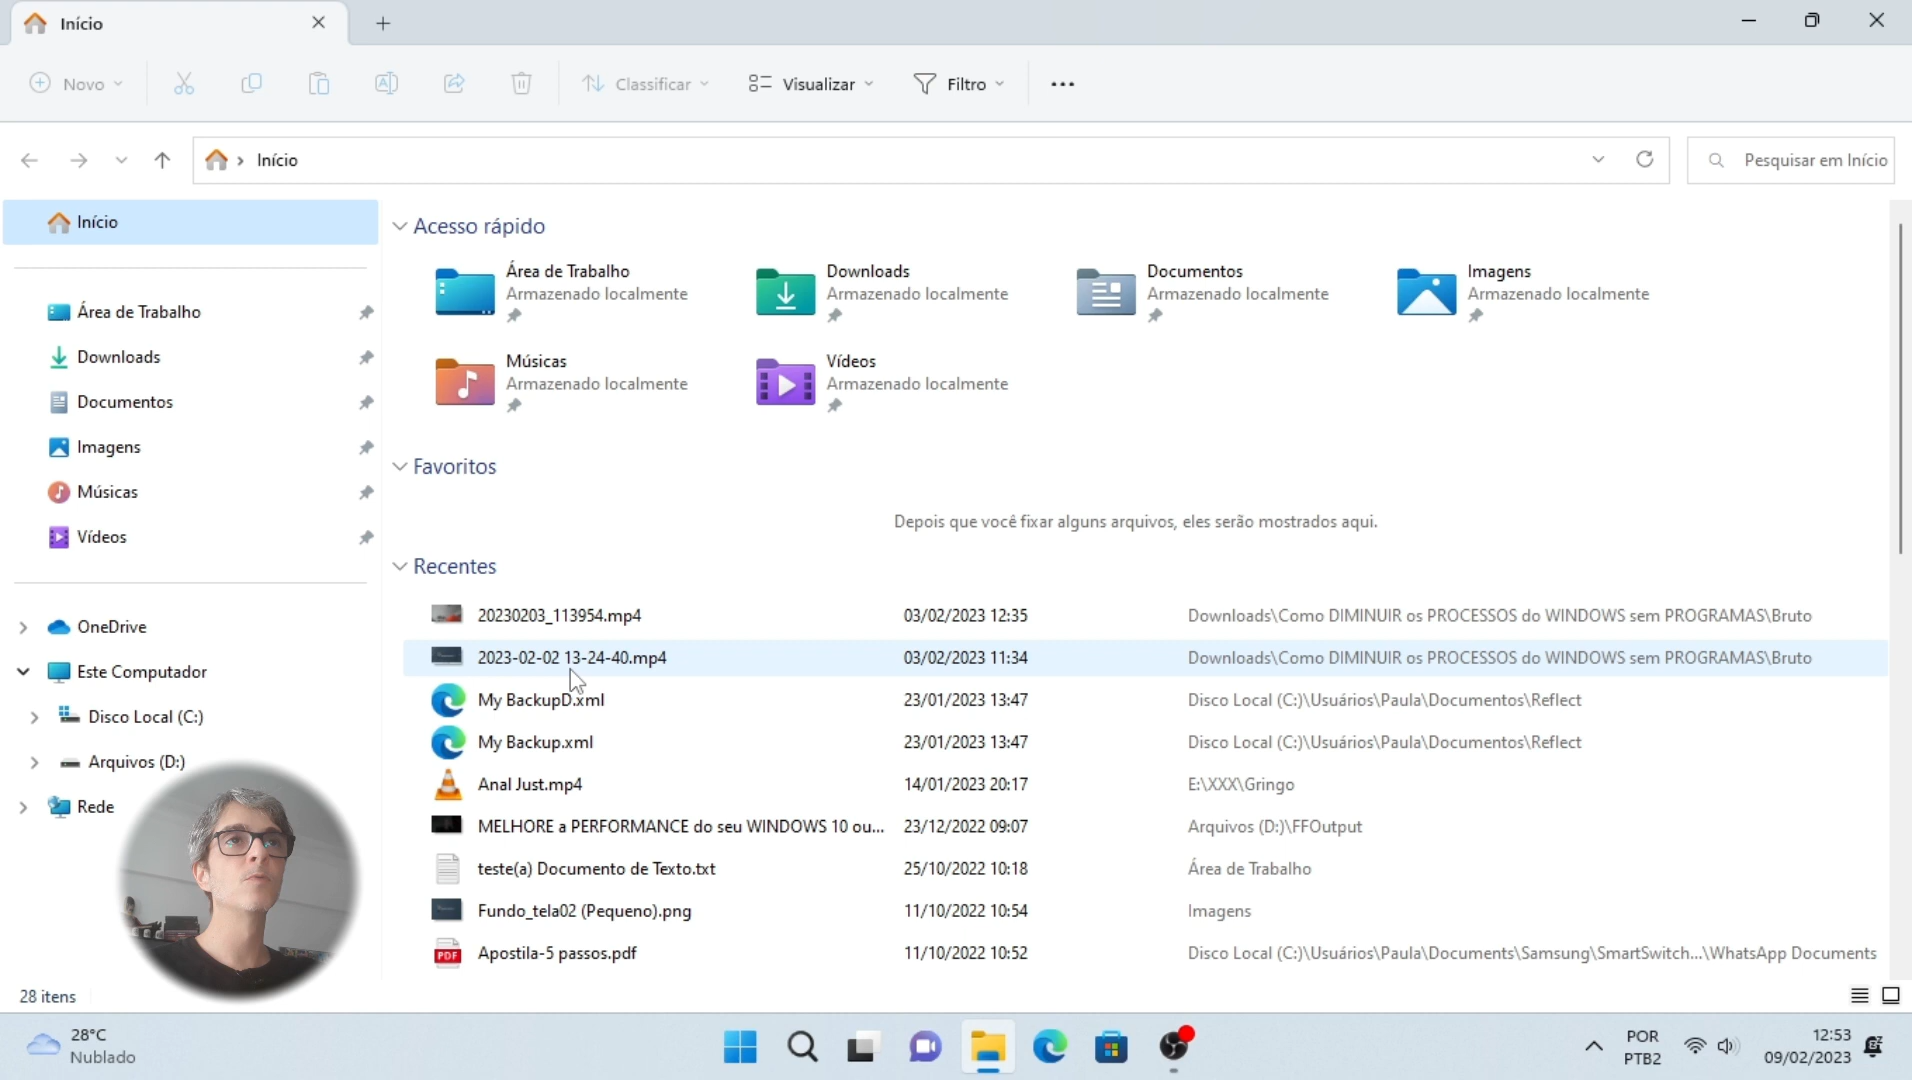 Início
Novo
Classificar
Visualizar
Filtro
Início
Pesquisar em Início
Início
Área de Trabalho
Downloads
Documentos
Imagens
Músicas
Vídeos
OneDrive
Este Computador
Disco Local (C:)
Arquivos (D:)
Rede
Acesso rápido
Área de Trabalho
Armazenado localmente
Downloads
Armazenado localmente
Documentos
Armazenado localmente
Imagens
Armazenado localmente
Músicas
Armazenado localmente
Vídeos
Armazenado localmente
Favoritos
Depois que você fixar alguns arquivos, eles serão mostrados aqui.
Recentes
20230203_113954.mp4 03/02/2023 12:35 Downloads\Como DIMINUIR os PROCESSOS do WINDOWS sem PROGRAMAS\Bruto
2023-02-02 13-24-40.mp4 03/02/2023 11:34 Downloads\Como DIMINUIR os PROCESSOS do WINDOWS sem PROGRAMAS\Bruto
My BackupD.xml 23/01/2023 13:47 Disco Local (C:)\Usuários\Paula\Documentos\Reflect
My Backup.xml 23/01/2023 13:47 Disco Local (C:)\Usuários\Paula\Documentos\Reflect
Anal Just.mp4 14/01/2023 20:17 E:\XXX\Gringo
MELHORE a PERFORMANCE do seu WINDOWS 10 ou... 23/12/2022 09:07 Arquivos (D:)\FFOutput
teste(a) Documento de Texto.txt 25/10/2022 10:18 Área de Trabalho
Fundo_tela02 (Pequeno).png 11/10/2022 10:54 Imagens
PDF Apostila-5 passos.pdf 11/10/2022 10:52 Disco Local (C:)\Usuários\Paula\Documents\Samsung\SmartSwitch...\WhatsApp Documents
28 itens
28°C
Nublado
POR
PTB2
12:53
09/02/2023